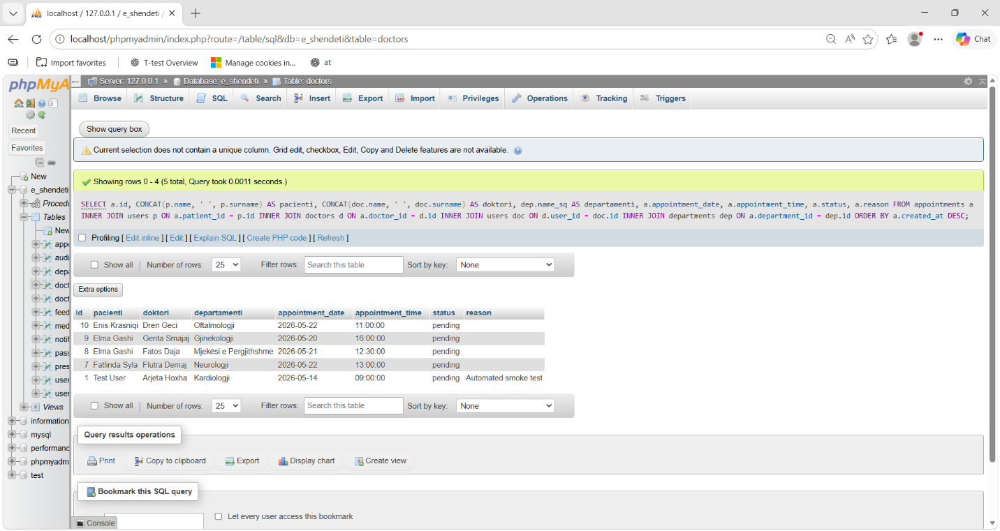 localhost / 127.0.0.1 / e_shendeti /
localhost/phpmyadmin/index.php?route=/table/sql&db=e_shendeti&table=doctors
Chat
Import favorites
T-test Overview
Manage cookies in...
at
phpMyA
Server: 127.0.0.1 » Database: e_shendeti » Table: doctors
Browse Structure SQL Search Insert Export Import Privileges Operations Tracking Triggers
Recent
Favorites
New
e_shendeti
Procedu
Tables
New
appo
audi
depa
doct
doct
feed
med
notif
pass
pres
user
user
Views
information
mysql
performanc
phpmyadm
test
Show query box
Current selection does not contain a unique column. Grid edit, checkbox, Edit, Copy and Delete features are not available.
Showing rows 0 - 4 (5 total, Query took 0.0011 seconds.)
SELECT a.id, CONCAT(p.name, ' ', p.surname) AS pacienti, CONCAT(doc.name, ' ', doc.surname) AS doktori, dep.name_sq AS departamenti, a.appointment_date, a.appointment_time, a.status, a.reason FROM appointments a
INNER JOIN users p ON a.patient_id = p.id INNER JOIN doctors d ON a.doctor_id = d.id INNER JOIN users doc ON d.user_id = doc.id INNER JOIN departments dep ON a.department_id = dep.id ORDER BY a.created_at DESC;
Profiling [ Edit inline ] [ Edit ] [ Explain SQL ] [ Create PHP code ] [ Refresh ]
Show all Number of rows: 25 Filter rows: Search this table Sort by key: None
Extra options
id pacienti doktori departamenti appointment_date appointment_time status reason
10 Enis Krasniqi Dren Geci Oftalmologji 2026-05-22 11:00:00 pending
9 Elma Gashi Genta Smajaj Gjinekologji 2026-05-20 16:00:00 pending
8 Elma Gashi Fatos Daja Mjekësi e Përgjithshme 2026-05-21 12:30:00 pending
7 Fatlinda Syla Flutra Demaj Neurologji 2026-05-22 13:00:00 pending
1 Test User Arjeta Hoxha Kardiologji 2026-05-14 09:00:00 pending Automated smoke test
Show all Number of rows: 25 Filter rows: Search this table Sort by key: None
Query results operations
Print Copy to clipboard Export Display chart Create view
Bookmark this SQL query
Let every user access this bookmark
Console